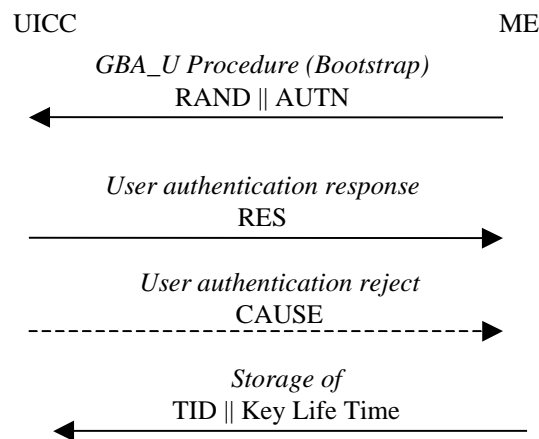 UICC ME
GBA_U Procedure (Bootstrap)
RAND || AUTN
User authentication response
RES
User authentication reject
CAUSE
Storage of
TID || Key Life Time